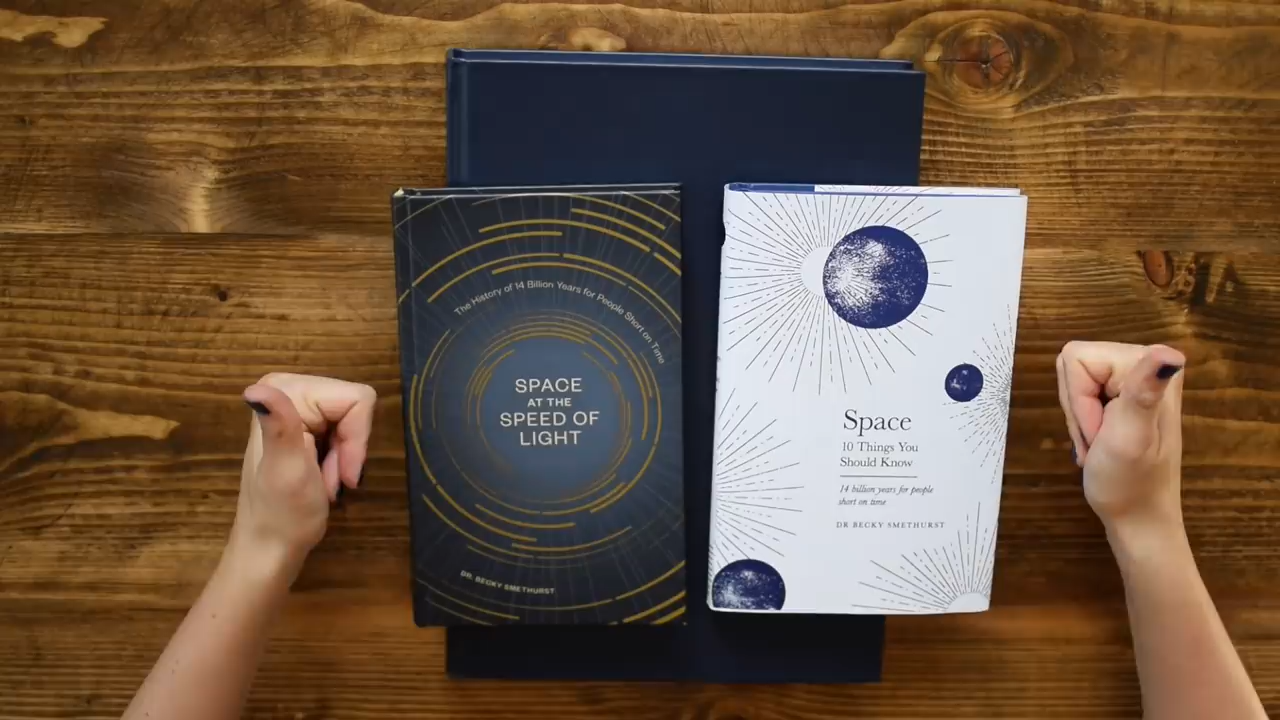 The History of 14 Billion Years for People Short on Time
SPACE
AT THE
SPEED OF
LIGHT
DR. BECKY SMETHURST
Space
10 Things You
Should Know
14 billion years for people
short on time
DR BECKY SMETHURST